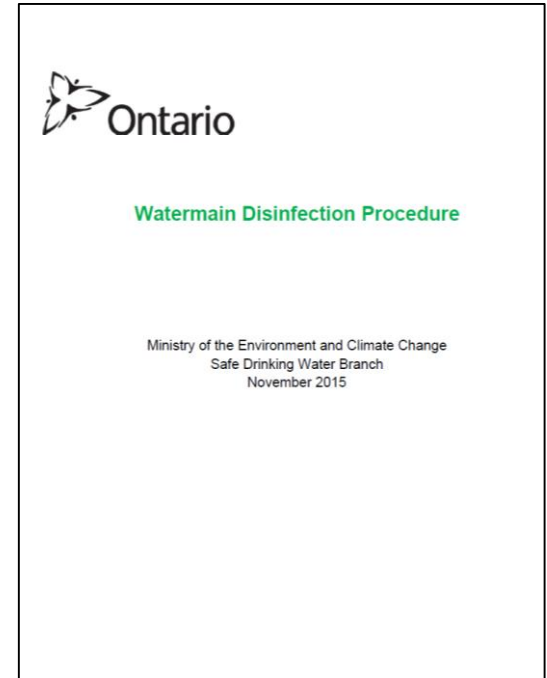 Ontario
Watermain Disinfection Procedure
Ministry of the Environment and Climate Change
Safe Drinking Water Branch
November 2015